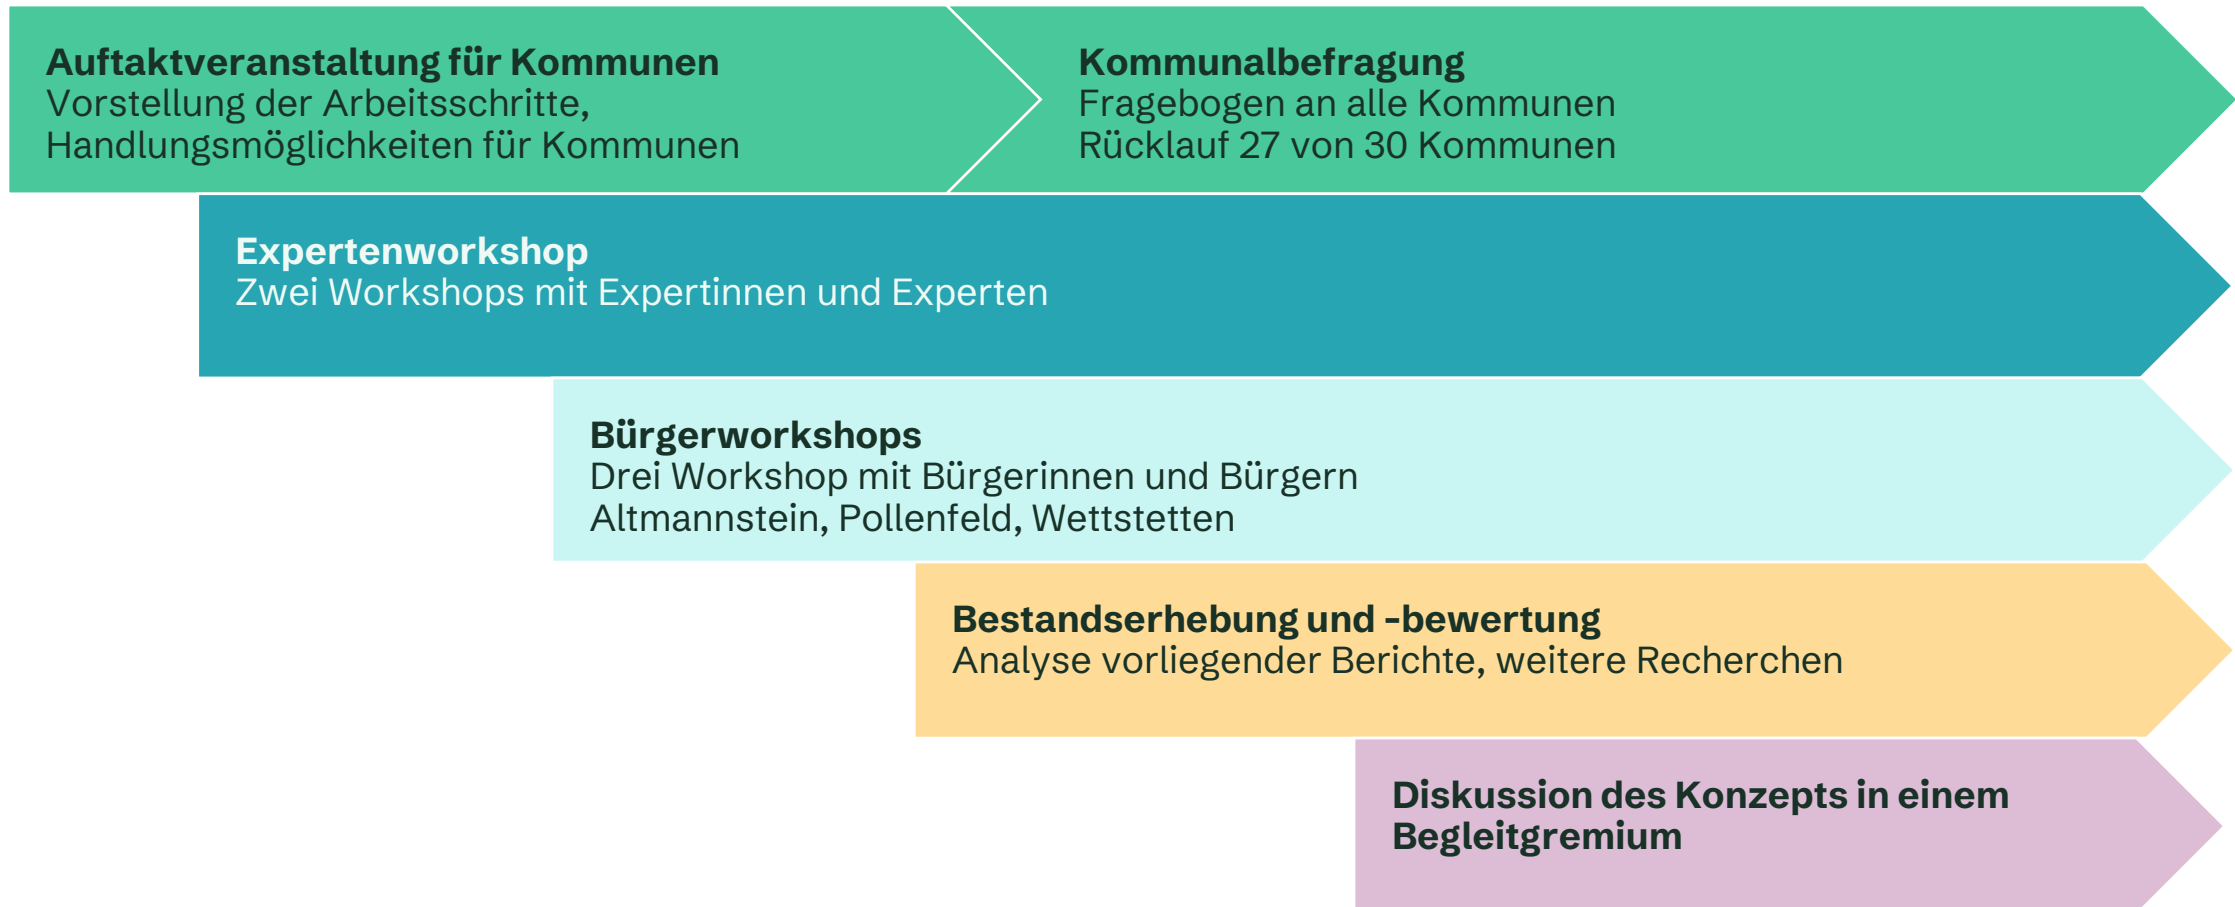 Auftaktveranstaltung für Kommunen
Vorstellung der Arbeitsschritte,
Handlungsmöglichkeiten für Kommunen
Kommunalbefragung
Fragebogen an alle Kommunen
Rücklauf 27 von 30 Kommunen
Expertenworkshop
Zwei Workshops mit Expertinnen und Experten
Bürgerworkshops
Drei Workshop mit Bürgerinnen und Bürgern
Altmannstein, Pollenfeld, Wettstetten
Bestandserhebung und -bewertung
Analyse vorliegender Berichte, weitere Recherchen
Diskussion des Konzepts in einem
Begleitgremium